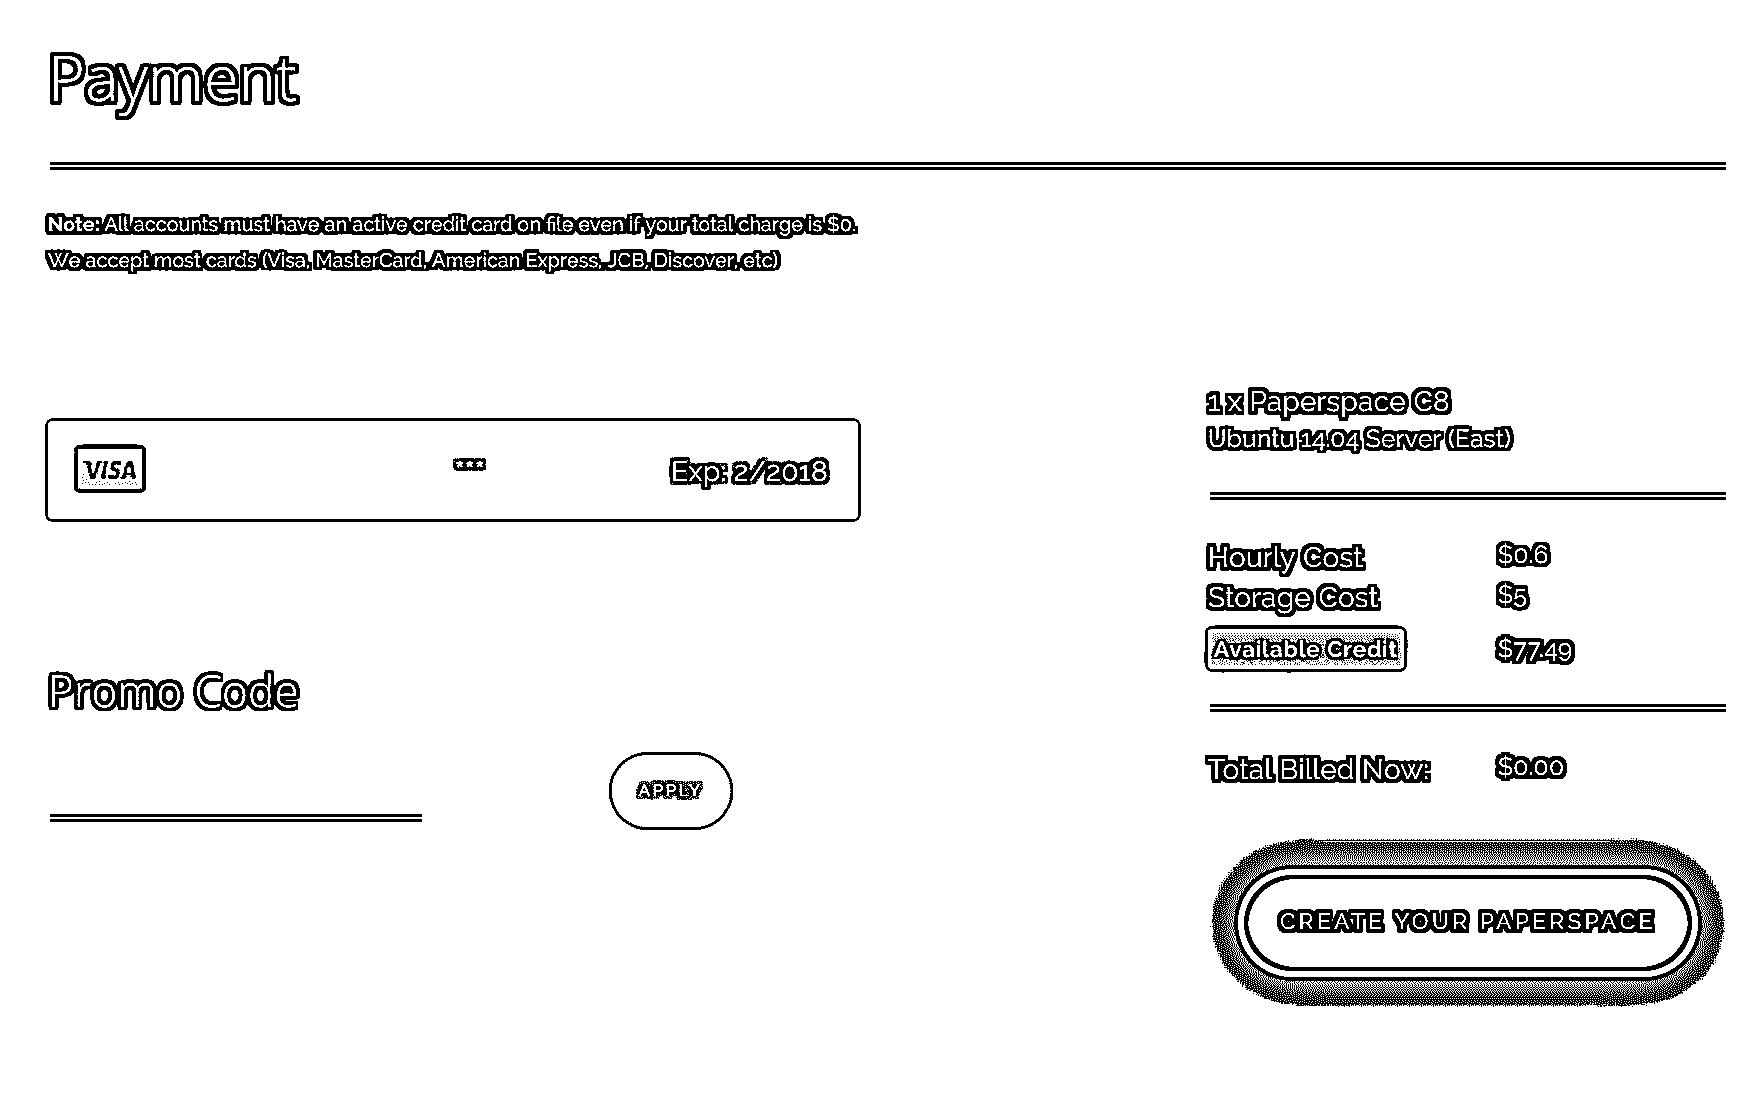 Payment
Note: All accounts must have an active credit card on file even if your total charge is $0.
We accept most cards (Visa, MasterCard, American Express, JCB, Discover, etc)
VISA *** Exp: 2/2018
Promo Code
APPLY
1 x Paperspace C8
Ubuntu 14.04 Server (East)
Hourly Cost $0.6
Storage Cost $5
Available Credit $77.49
Total Billed Now: $0.00
CREATE YOUR PAPERSPACE